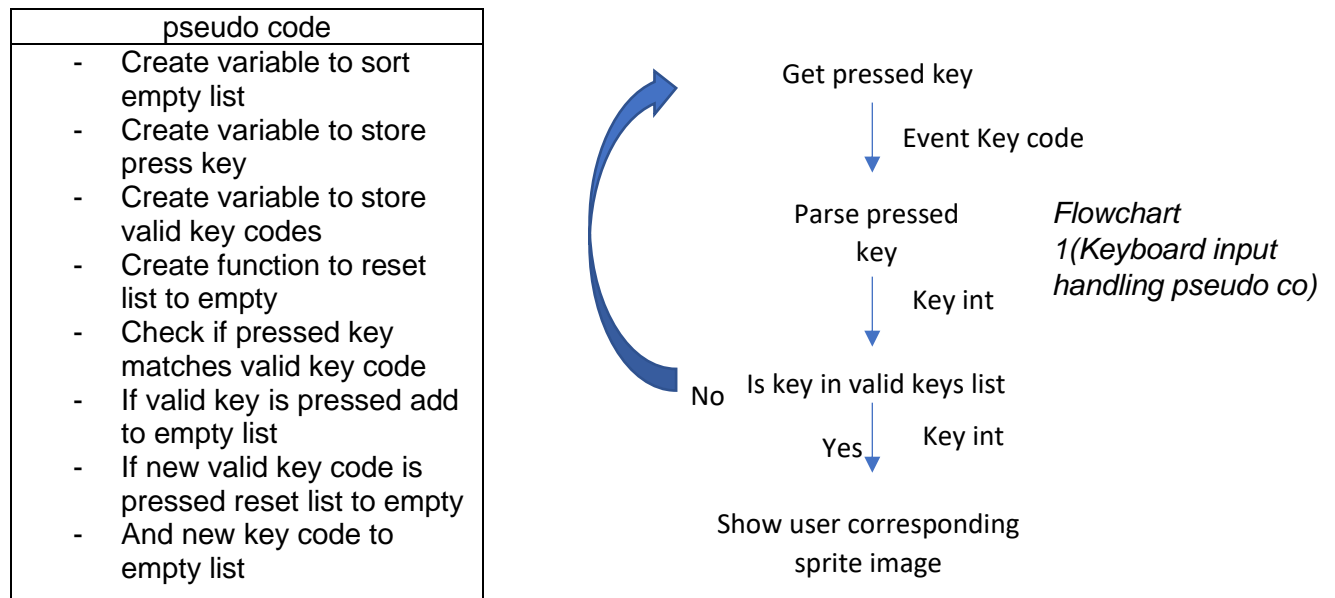 pseudo code
- Create variable to sort
empty list
- Create variable to store
press key
- Create variable to store
valid key codes
- Create function to reset
list to empty
- Check if pressed key
matches valid key code
- If valid key is pressed add
to empty list
- If new valid key code is
pressed reset list to empty
- And new key code to
empty list
Get pressed key
Event Key code
Parse pressed
key
Flowchart
1(Keyboard input
handling pseudo co)
Key int
No
Is key in valid keys list
Yes
Key int
Show user corresponding
sprite image